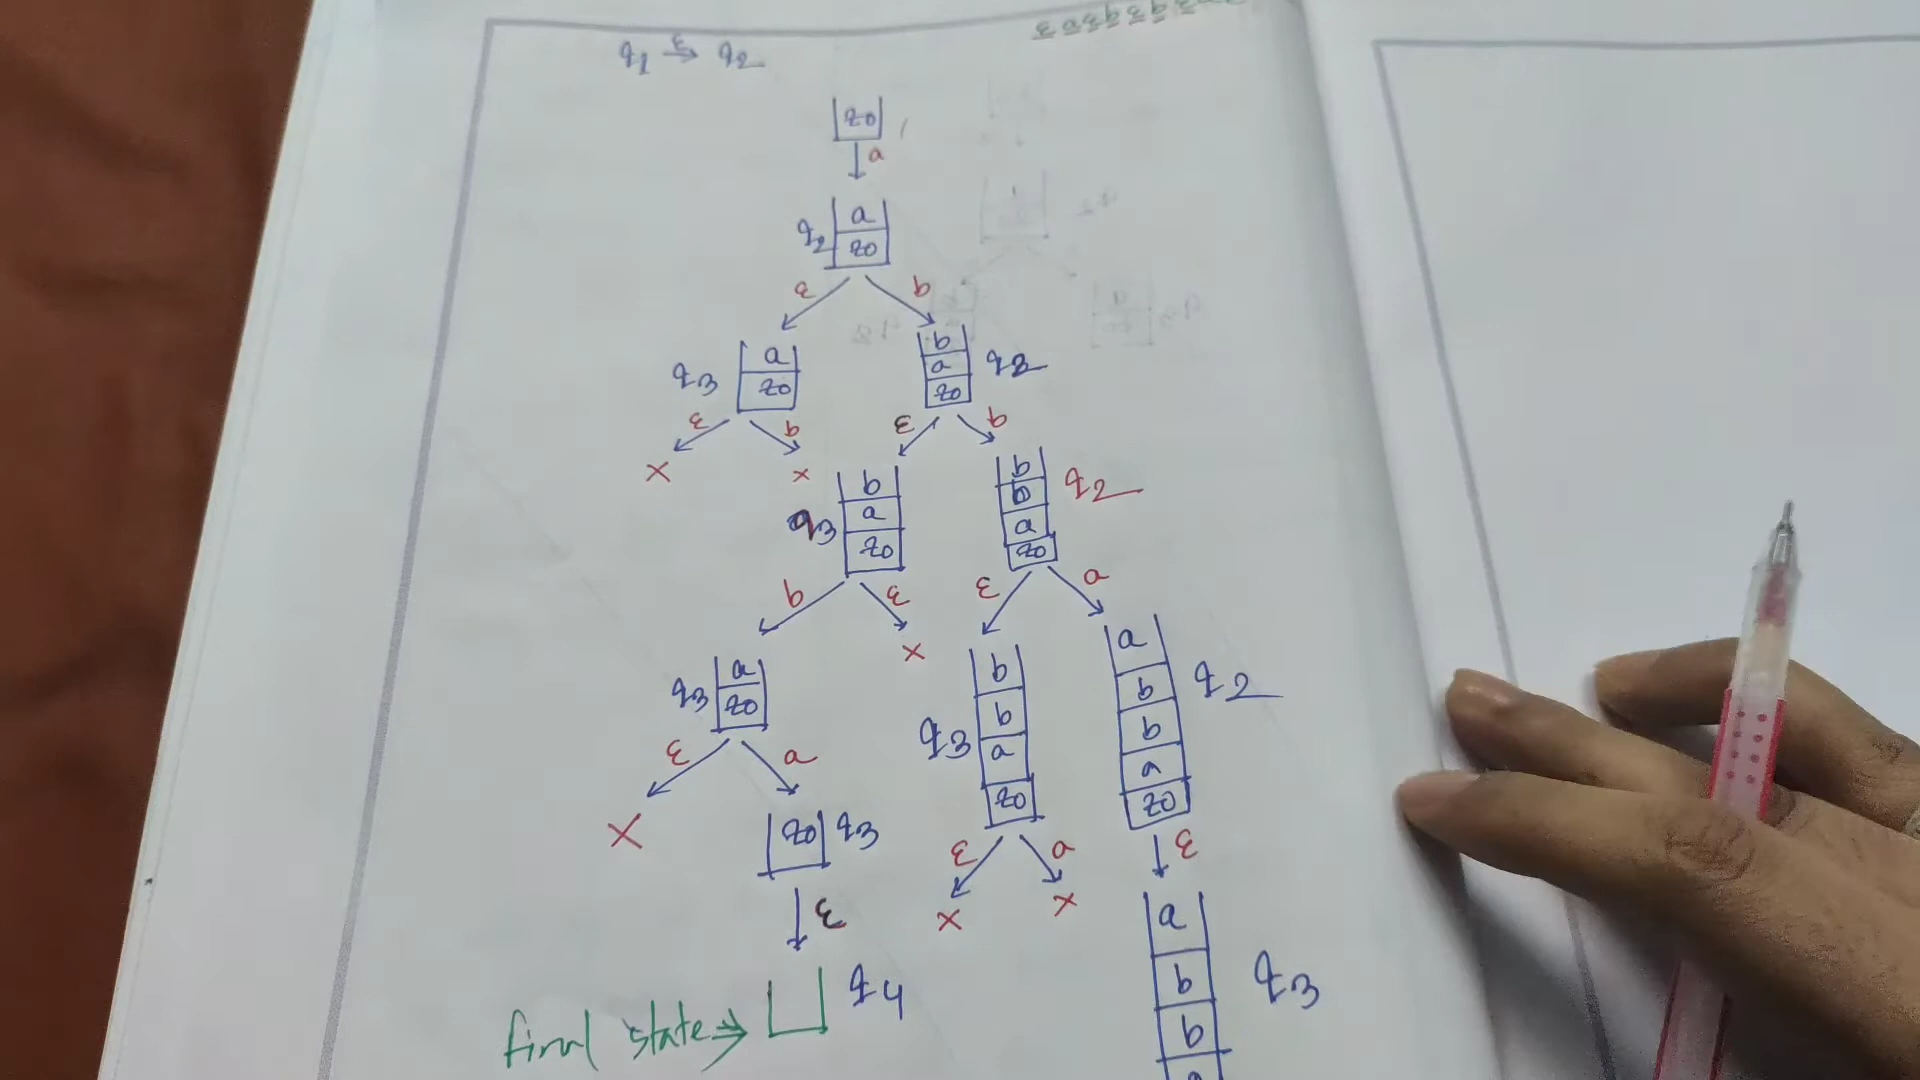 ε a ε b ε b ε a ε
q1 ε→ q2
z0
a
q2 a
z0
ε b
q3 a z0
b a z0 q2
ε b ε b
x x
q3 b a z0
b b a z0 q2
b ε ε a
x
q3 a z0
q3 b b a z0
a b b a z0 q2
ε a
x
z0 q3
ε a ε
x x
ε
a b b a q3
final state → q4